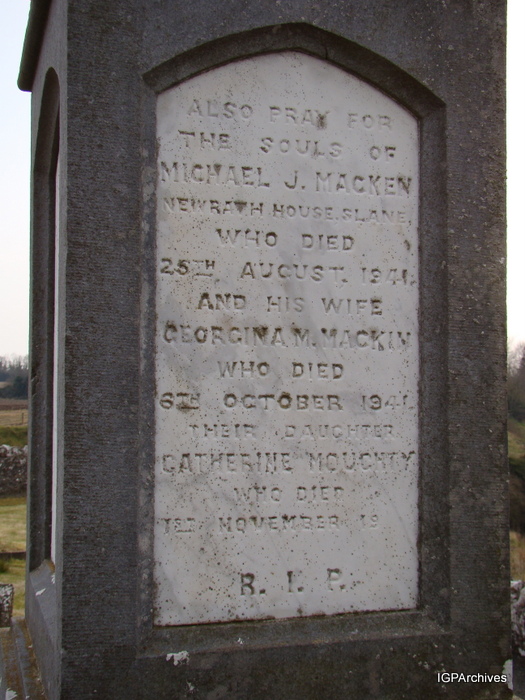 ALSO PRAY FOR
THE SOULS OF
MICHAEL J. MACKEN
NEWRATH HOUSE. SLANE.
WHO DIED
25TH AUGUST. 1941.
AND HIS WIFE
GEORGINA M. MACKIN
WHO DIED
6TH OCTOBER 1941.
THEIR DAUGHTER
CATHERINE MOUGHTY
WHO DIED
1ST NOVEMBER 19
R. I. P.
IGPArchives